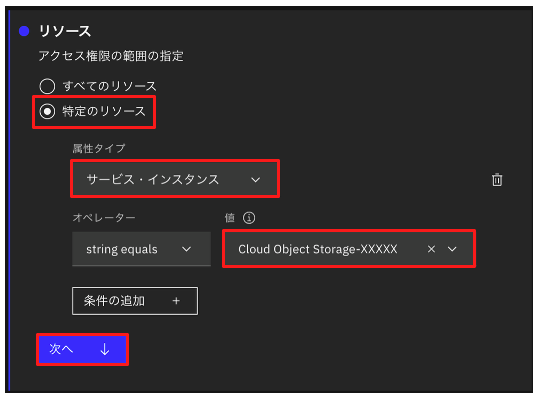 リソース
アクセス権限の範囲の指定
すべてのリソース
特定のリソース
属性タイプ
サービス・インスタンス
オペレーター 値
string equals Cloud Object Storage-XXXXX
条件の追加 +
次へ ↓